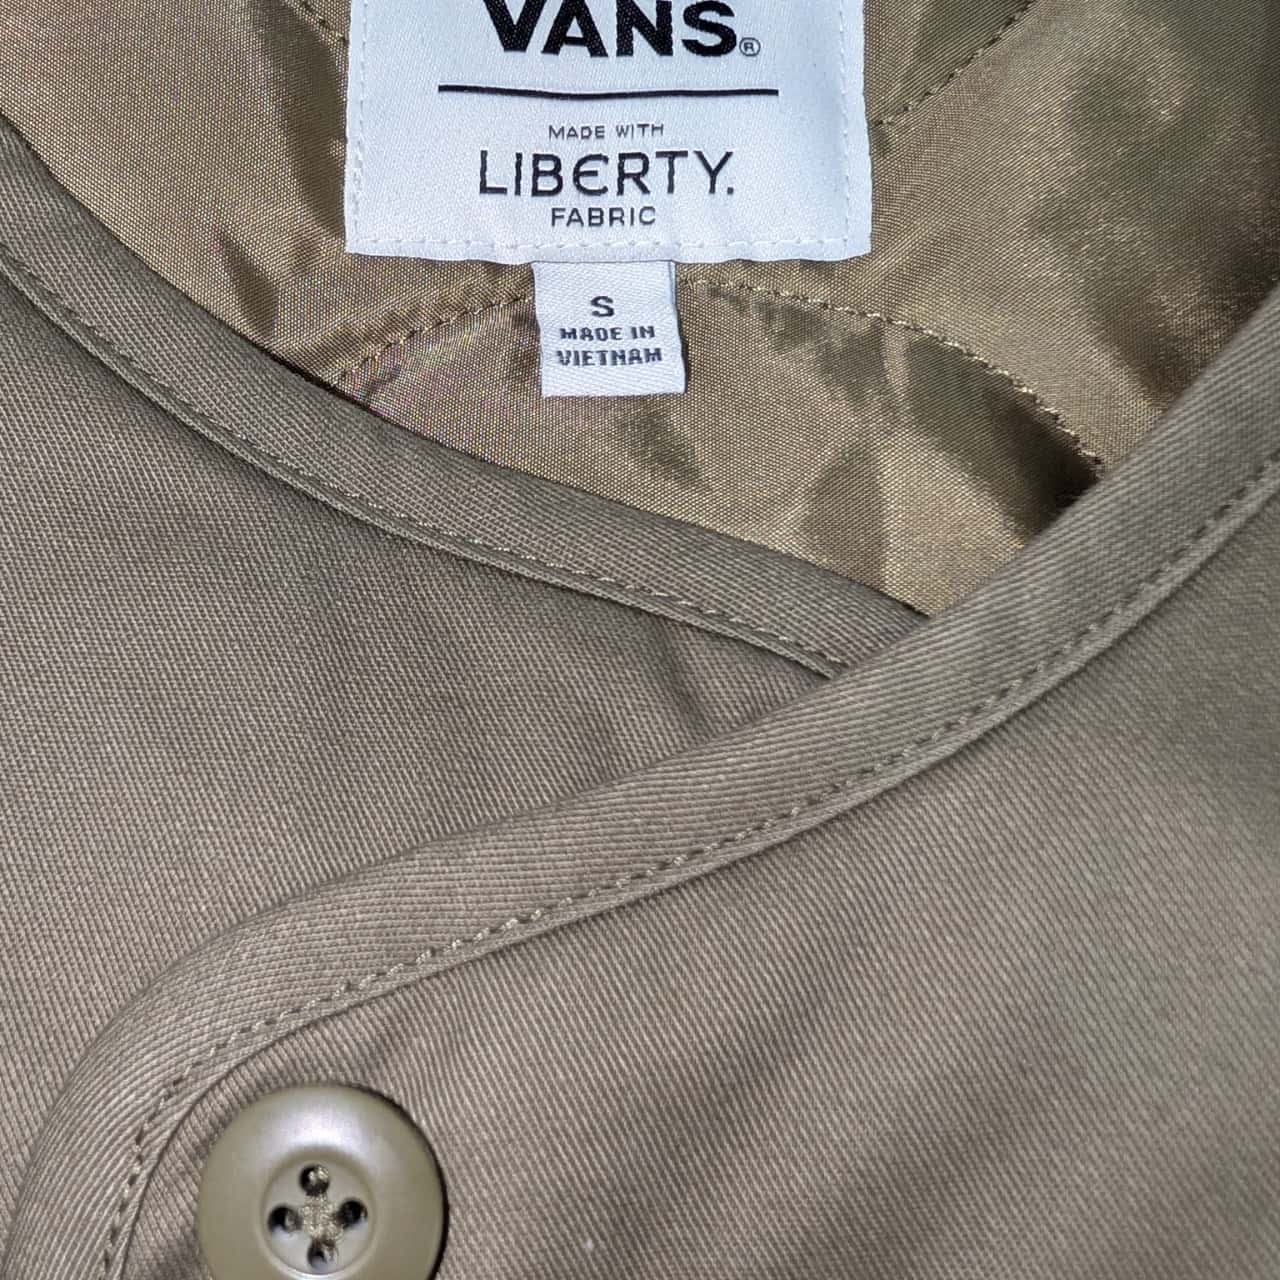 VANS®
MADE WITH
LIBERTY.
FABRIC
S
MADE IN
VIETNAM